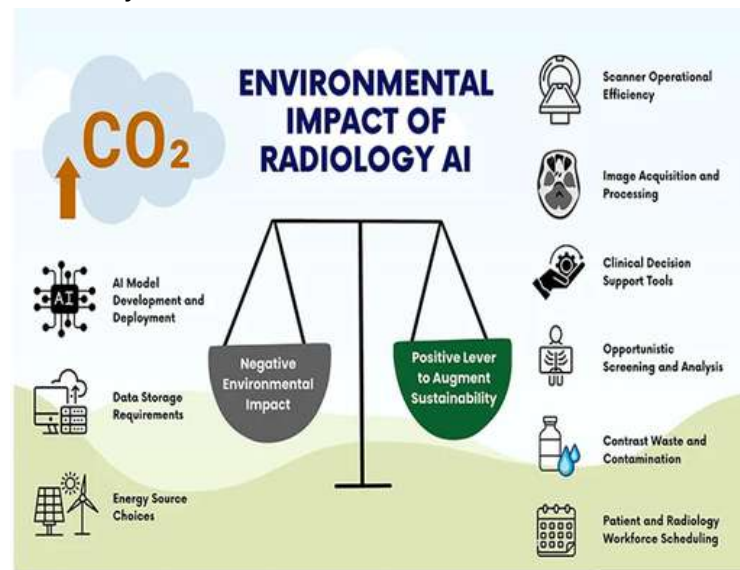 ENVIRONMENTAL
IMPACT OF
RADIOLOGY AI
CO2
AI
AI Model
Development and
Deployment
Data Storage
Requirements
Energy Source
Choices
Negative
Environmental
Impact
Positive Lever
to Augment
Sustainability
Scanner Operational
Efficiency
Image Acquisition and
Processing
Clinical Decision
Support Tools
Opportunistic
Screening and Analysis
Contrast Waste and
Contamination
Patient and Radiology
Workforce Scheduling